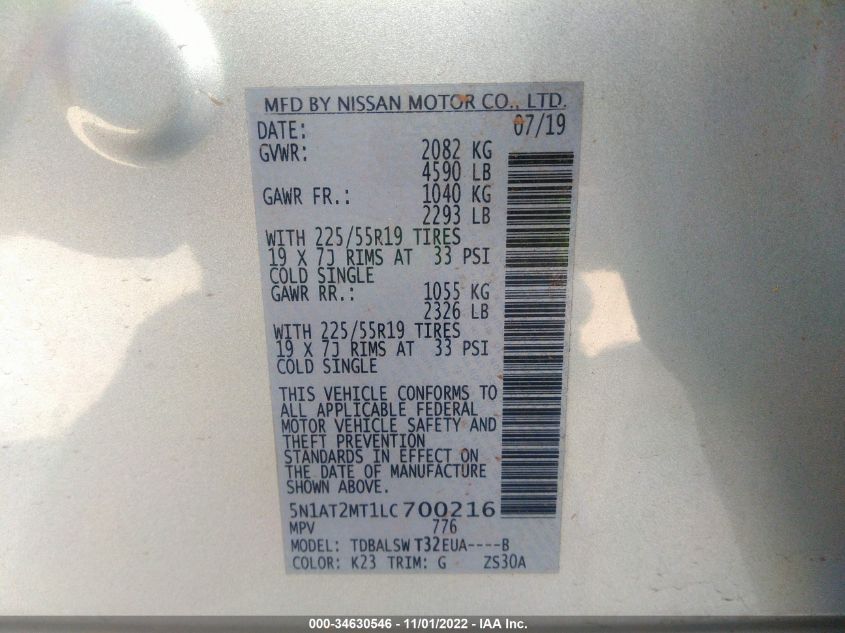 MFD BY NISSAN MOTOR CO., LTD.
DATE: 07/19
GVWR: 2082 KG
4590 LB
GAWR FR.: 1040 KG
2293 LB
WITH 225/55R19 TIRES
19 X 7J RIMS AT 33 PSI
COLD SINGLE
GAWR RR.: 1055 KG
2326 LB
WITH 225/55R19 TIRES
19 X 7J RIMS AT 33 PSI
COLD SINGLE
THIS VEHICLE CONFORMS TO
ALL APPLICABLE FEDERAL
MOTOR VEHICLE SAFETY AND
THEFT PREVENTION
STANDARDS IN EFFECT ON
THE DATE OF MANUFACTURE
SHOWN ABOVE.
5N1AT2MT1LC700216
MPV 776
MODEL: TDBALSW T32EUA----B
COLOR: K23 TRIM: G ZS30A
000-34630546 - 11/01/2022 - IAA Inc.